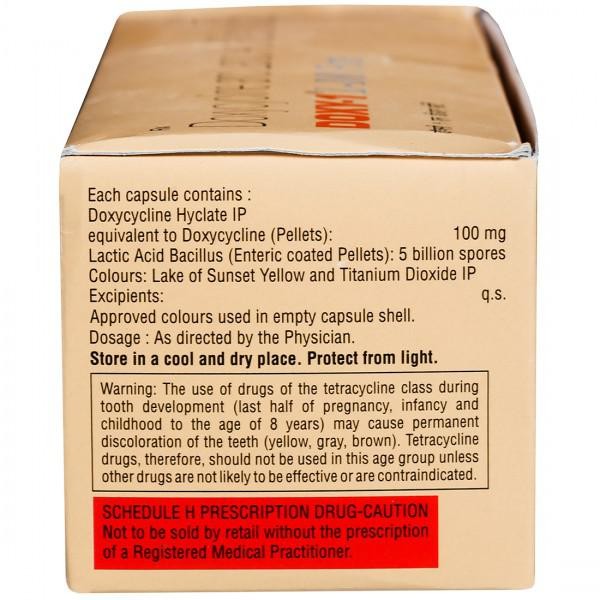 DOXY-1
Each capsule contains :
Doxycycline Hyclate IP
equivalent to Doxycycline (Pellets): 100 mg
Lactic Acid Bacillus (Enteric coated Pellets): 5 billion spores
Colours: Lake of Sunset Yellow and Titanium Dioxide IP
Excipients: q.s.
Approved colours used in empty capsule shell.
Dosage : As directed by the Physician.
Store in a cool and dry place. Protect from light.
Warning: The use of drugs of the tetracycline class during
tooth development (last half of pregnancy, infancy and
childhood to the age of 8 years) may cause permanent
discoloration of the teeth (yellow, gray, brown). Tetracycline
drugs, therefore, should not be used in this age group unless
other drugs are not likely to be effective or are contraindicated.
SCHEDULE H PRESCRIPTION DRUG-CAUTION
Not to be sold by retail without the prescription
of a Registered Medical Practitioner.